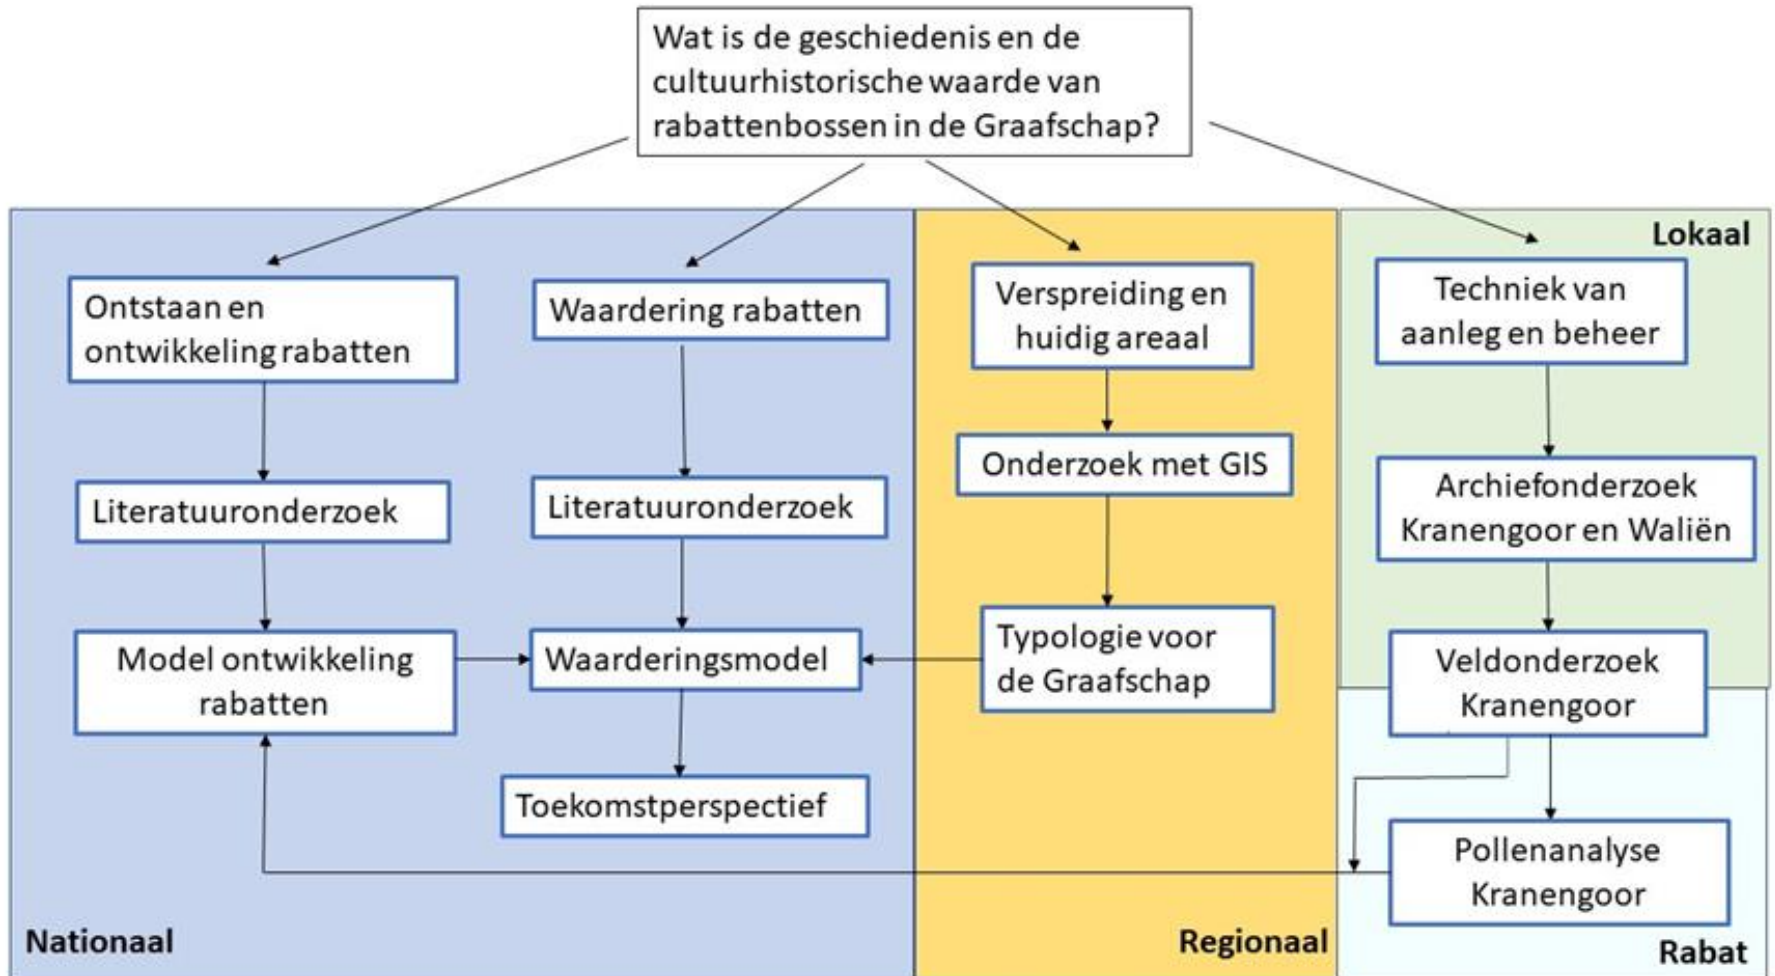 Wat is de geschiedenis en de
cultuurhistorische waarde van
rabattenbossen in de Graafschap?
Lokaal
Ontstaan en
ontwikkeling rabatten
Waardering rabatten
Verspreiding en
huidig areaal
Techniek van
aanleg en beheer
Literatuuronderzoek
Literatuuronderzoek
Onderzoek met GIS
Archiefonderzoek
Kranengoor en Waliën
Model ontwikkeling
rabatten
Waarderingsmodel
Typologie voor
de Graafschap
Veldonderzoek
Kranengoor
Toekomstperspectief
Pollenanalyse
Kranengoor
Nationaal
Regionaal
Rabat